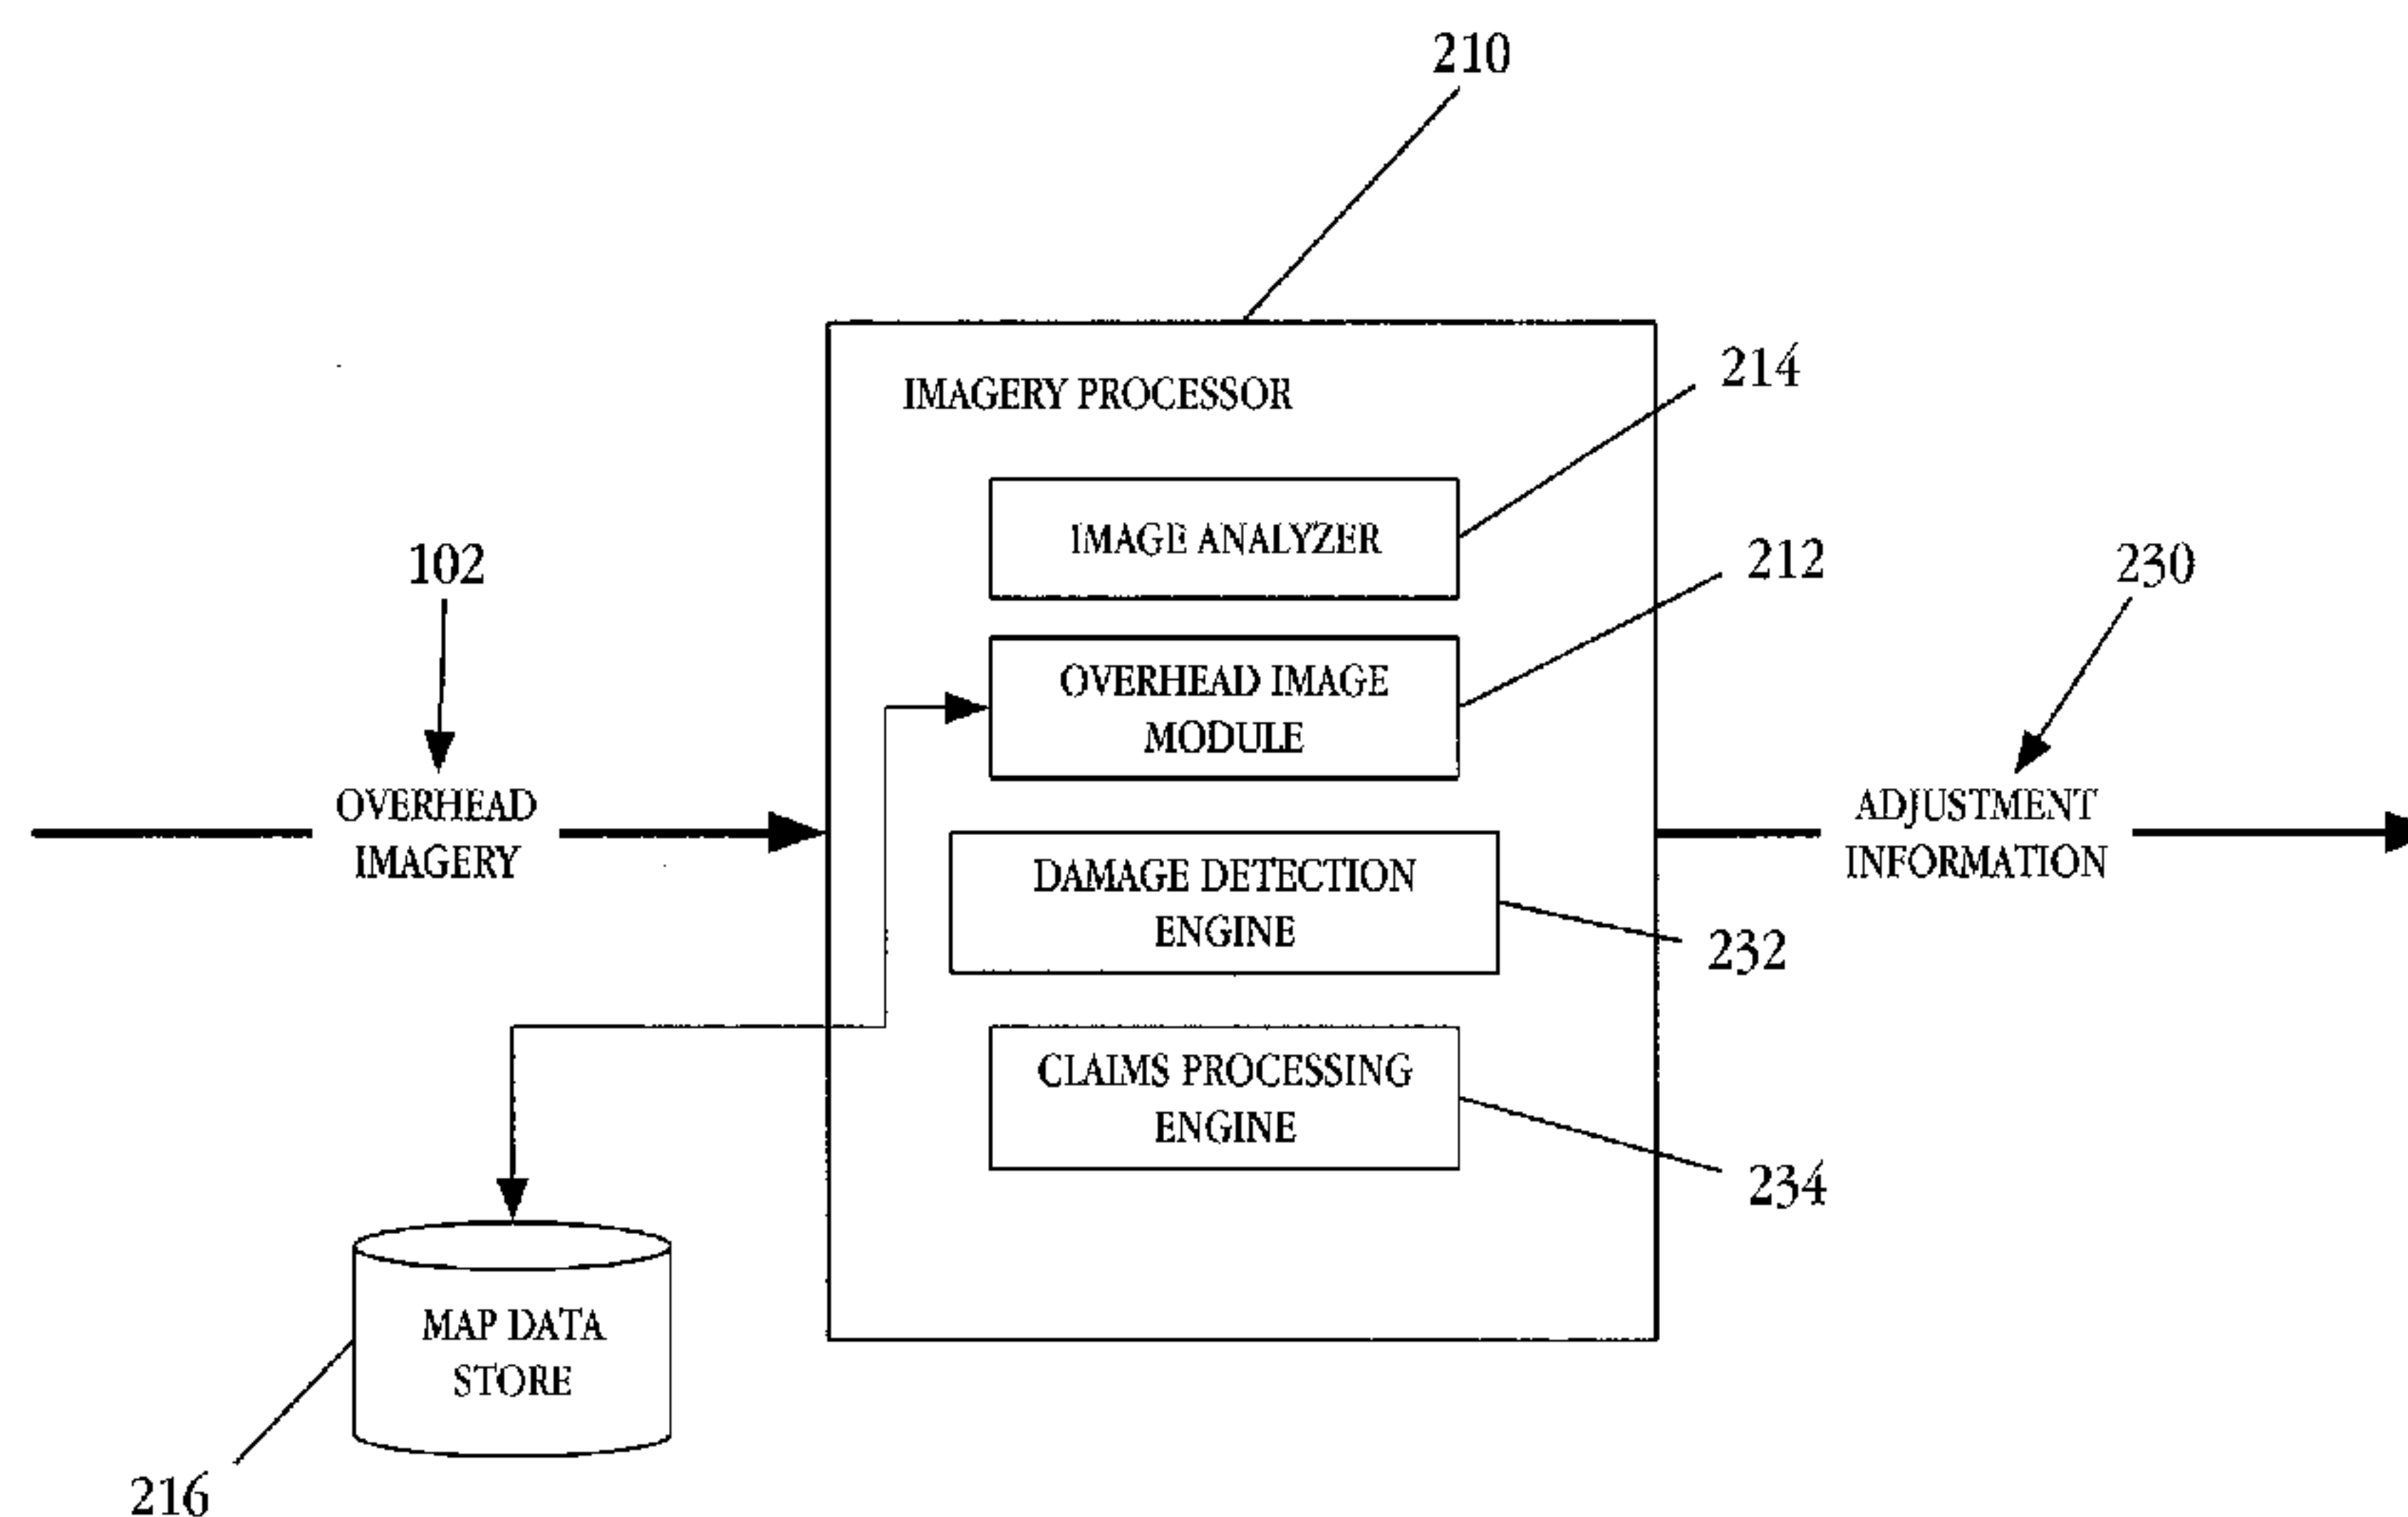 210
IMAGERY PROCESSOR
214
IMAGE ANALYZER
102
212
230
OVERHEAD IMAGE
MODULE
OVERHEAD
IMAGERY
ADJUSTMENT
INFORMATION
DAMAGE DETECTION
ENGINE
232
CLAIMS PROCESSING
ENGINE
234
MAP DATA
STORE
216